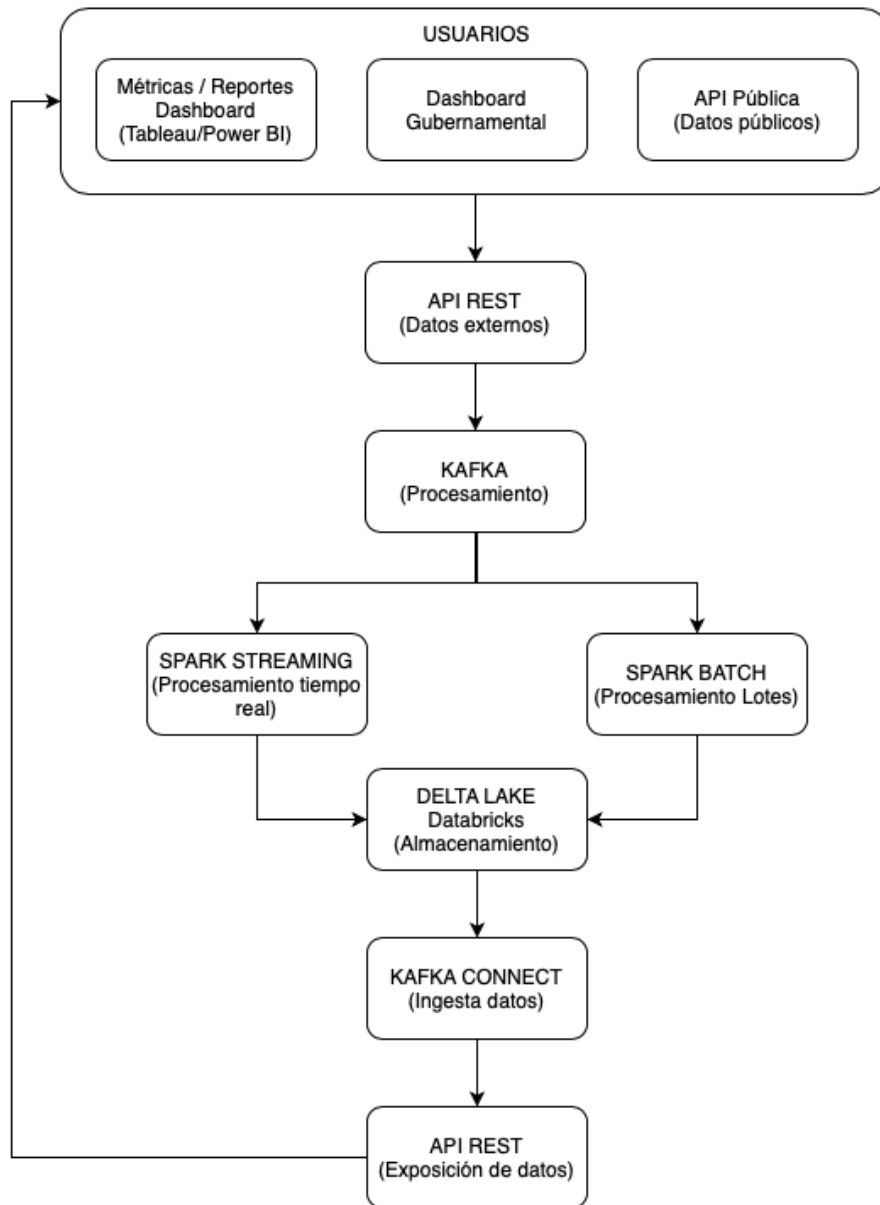 USUARIOS
Métricas / Reportes
Dashboard
(Tableau/Power BI)
Dashboard
Gubernamental
API Pública
(Datos públicos)
API REST
(Datos externos)
KAFKA
(Procesamiento)
SPARK STREAMING
(Procesamiento tiempo
real)
SPARK BATCH
(Procesamiento Lotes)
DELTA LAKE
Databricks
(Almacenamiento)
KAFKA CONNECT
(Ingesta datos)
API REST
(Exposición de datos)